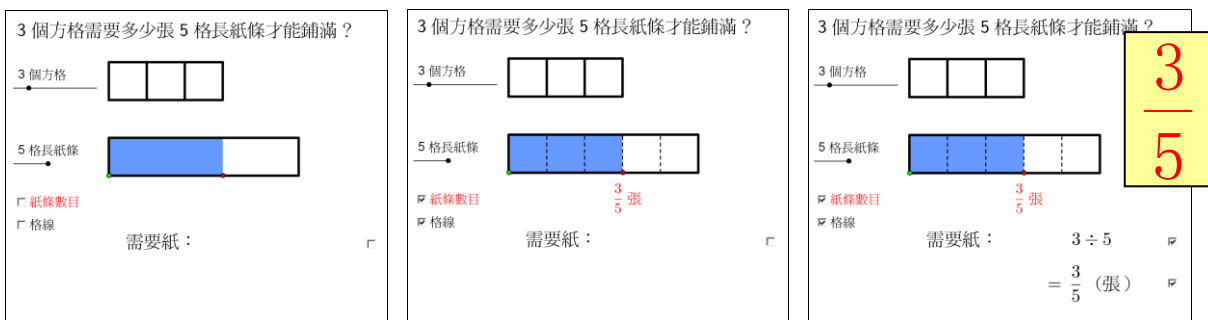 3 個方格需要多少張 5 格長紙條才能鋪滿？
3 個方格
5 格長紙條
紙條數目
格線
需要紙：
3 個方格需要多少張 5 格長紙條才能鋪滿？
3 個方格
5 格長紙條
3/5 張
紙條數目
格線
需要紙：
3 個方格需要多少張 5 格長紙條才能鋪滿？
3/5
3 個方格
5 格長紙條
3/5 張
紙條數目
格線
需要紙： 3 ÷ 5
= 3/5 （張）